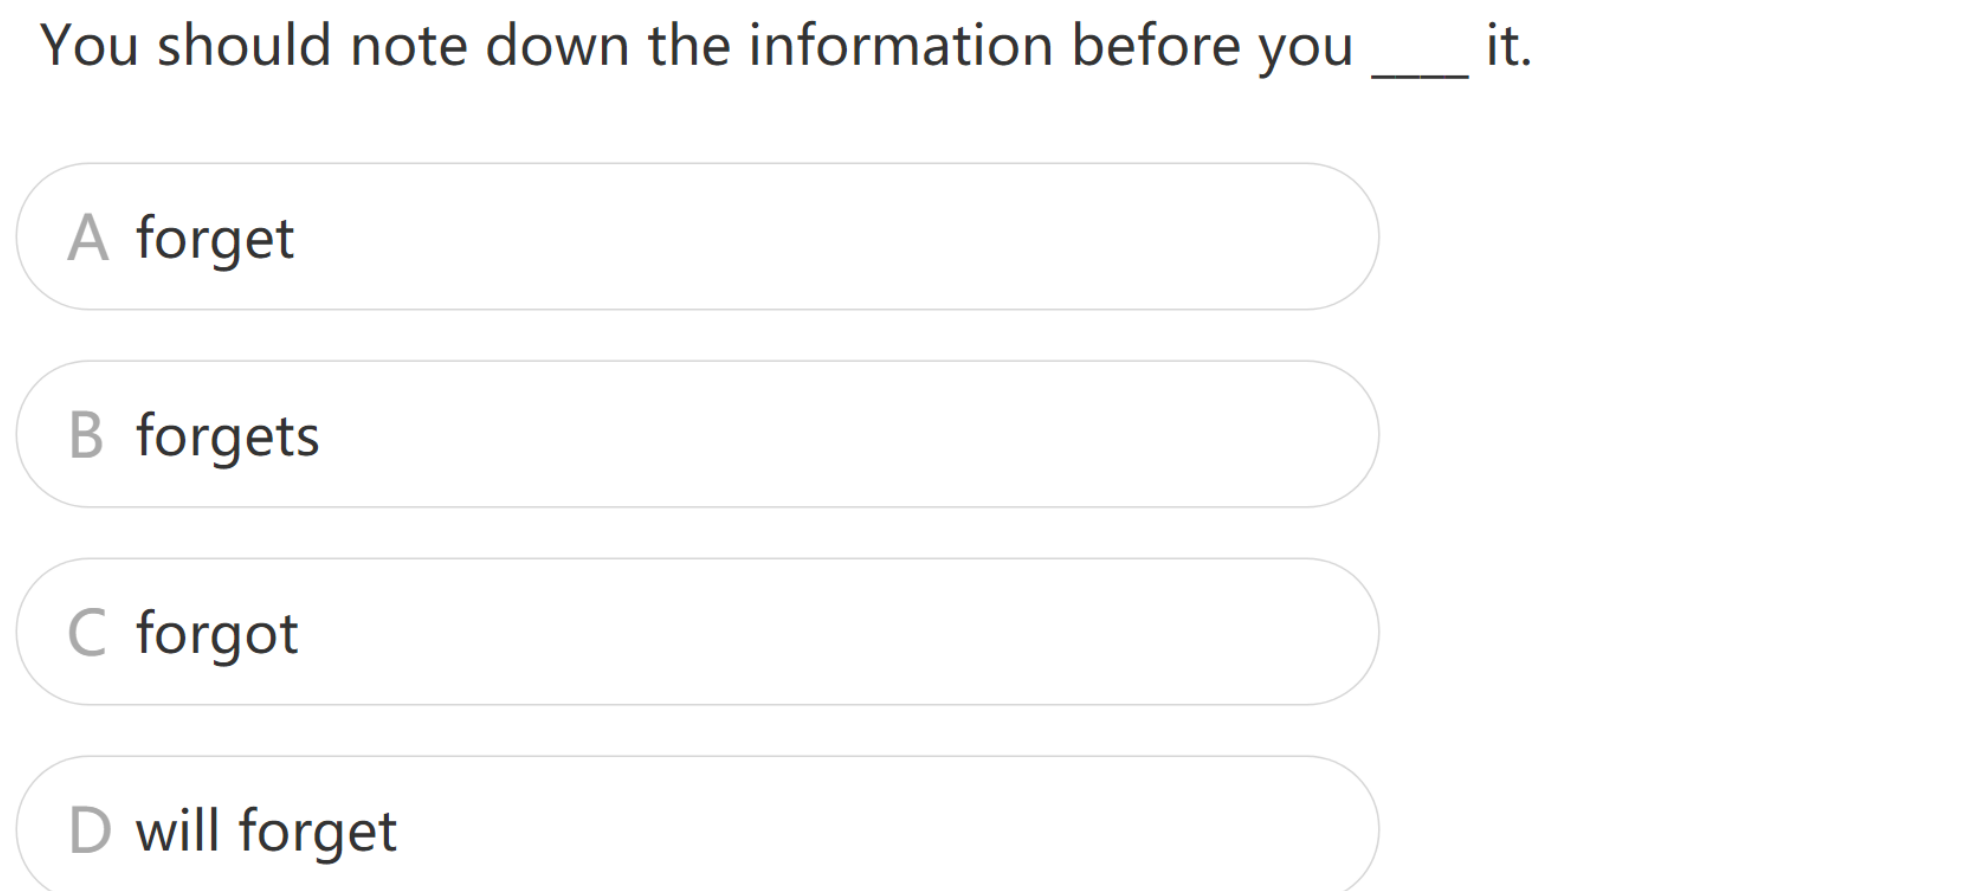 You should note down the information before you ____ it.
A forget
B forgets
C forgot
D will forget